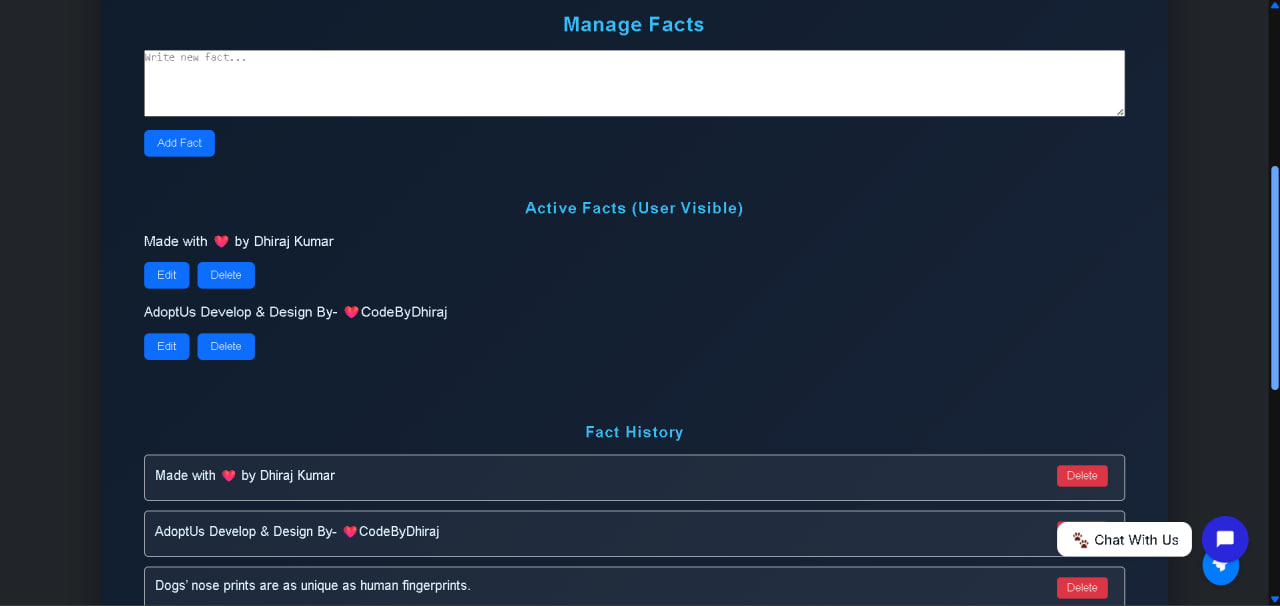 Manage Facts
Write new fact...
Add Fact
Active Facts (User Visible)
Made with 💗 by Dhiraj Kumar
Edit Delete
AdoptUs Develop & Design By- 💗CodeByDhiraj
Edit Delete
Fact History
Made with 💗 by Dhiraj Kumar Delete
AdoptUs Develop & Design By- 💗CodeByDhiraj
🐾 Chat With Us
Dogs’ nose prints are as unique as human fingerprints. Delete